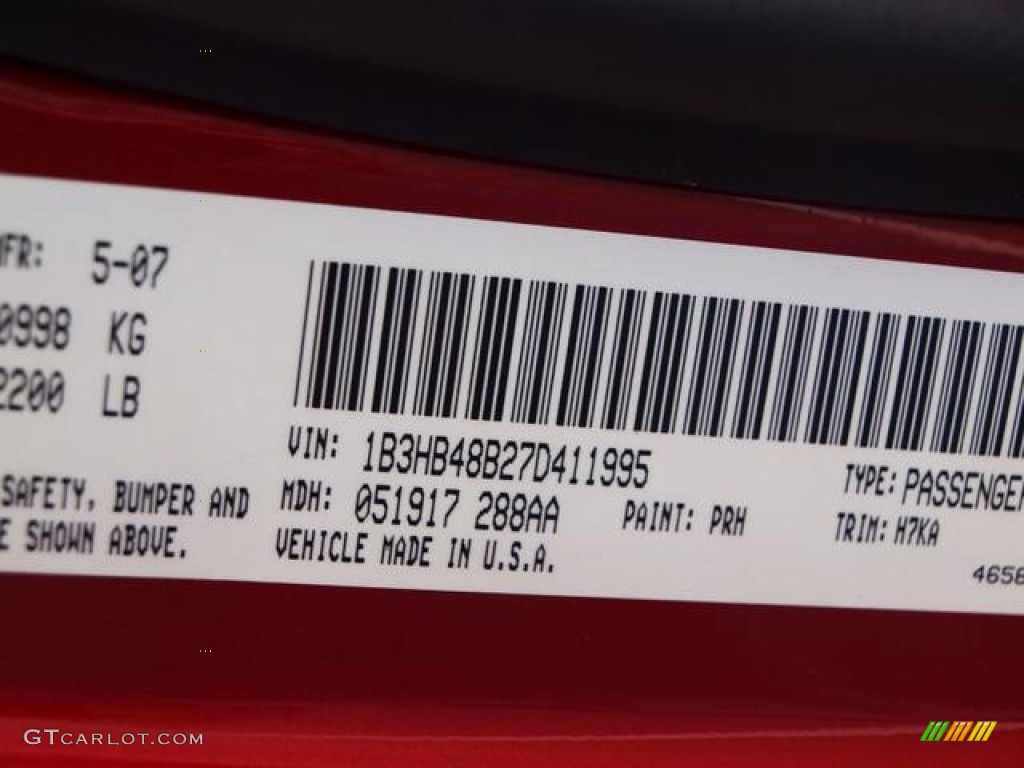 MFR: 5-07
0998 KG
2200 LB
VIN: 1B3HB48B27D411995
TYPE: PASSENGER
SAFETY, BUMPER AND
MDH: 051917 288AA
PAINT: PRH
TRIM: H7KA
SHOWN ABOVE.
VEHICLE MADE IN U.S.A.
4656
GTCARLOT.COM